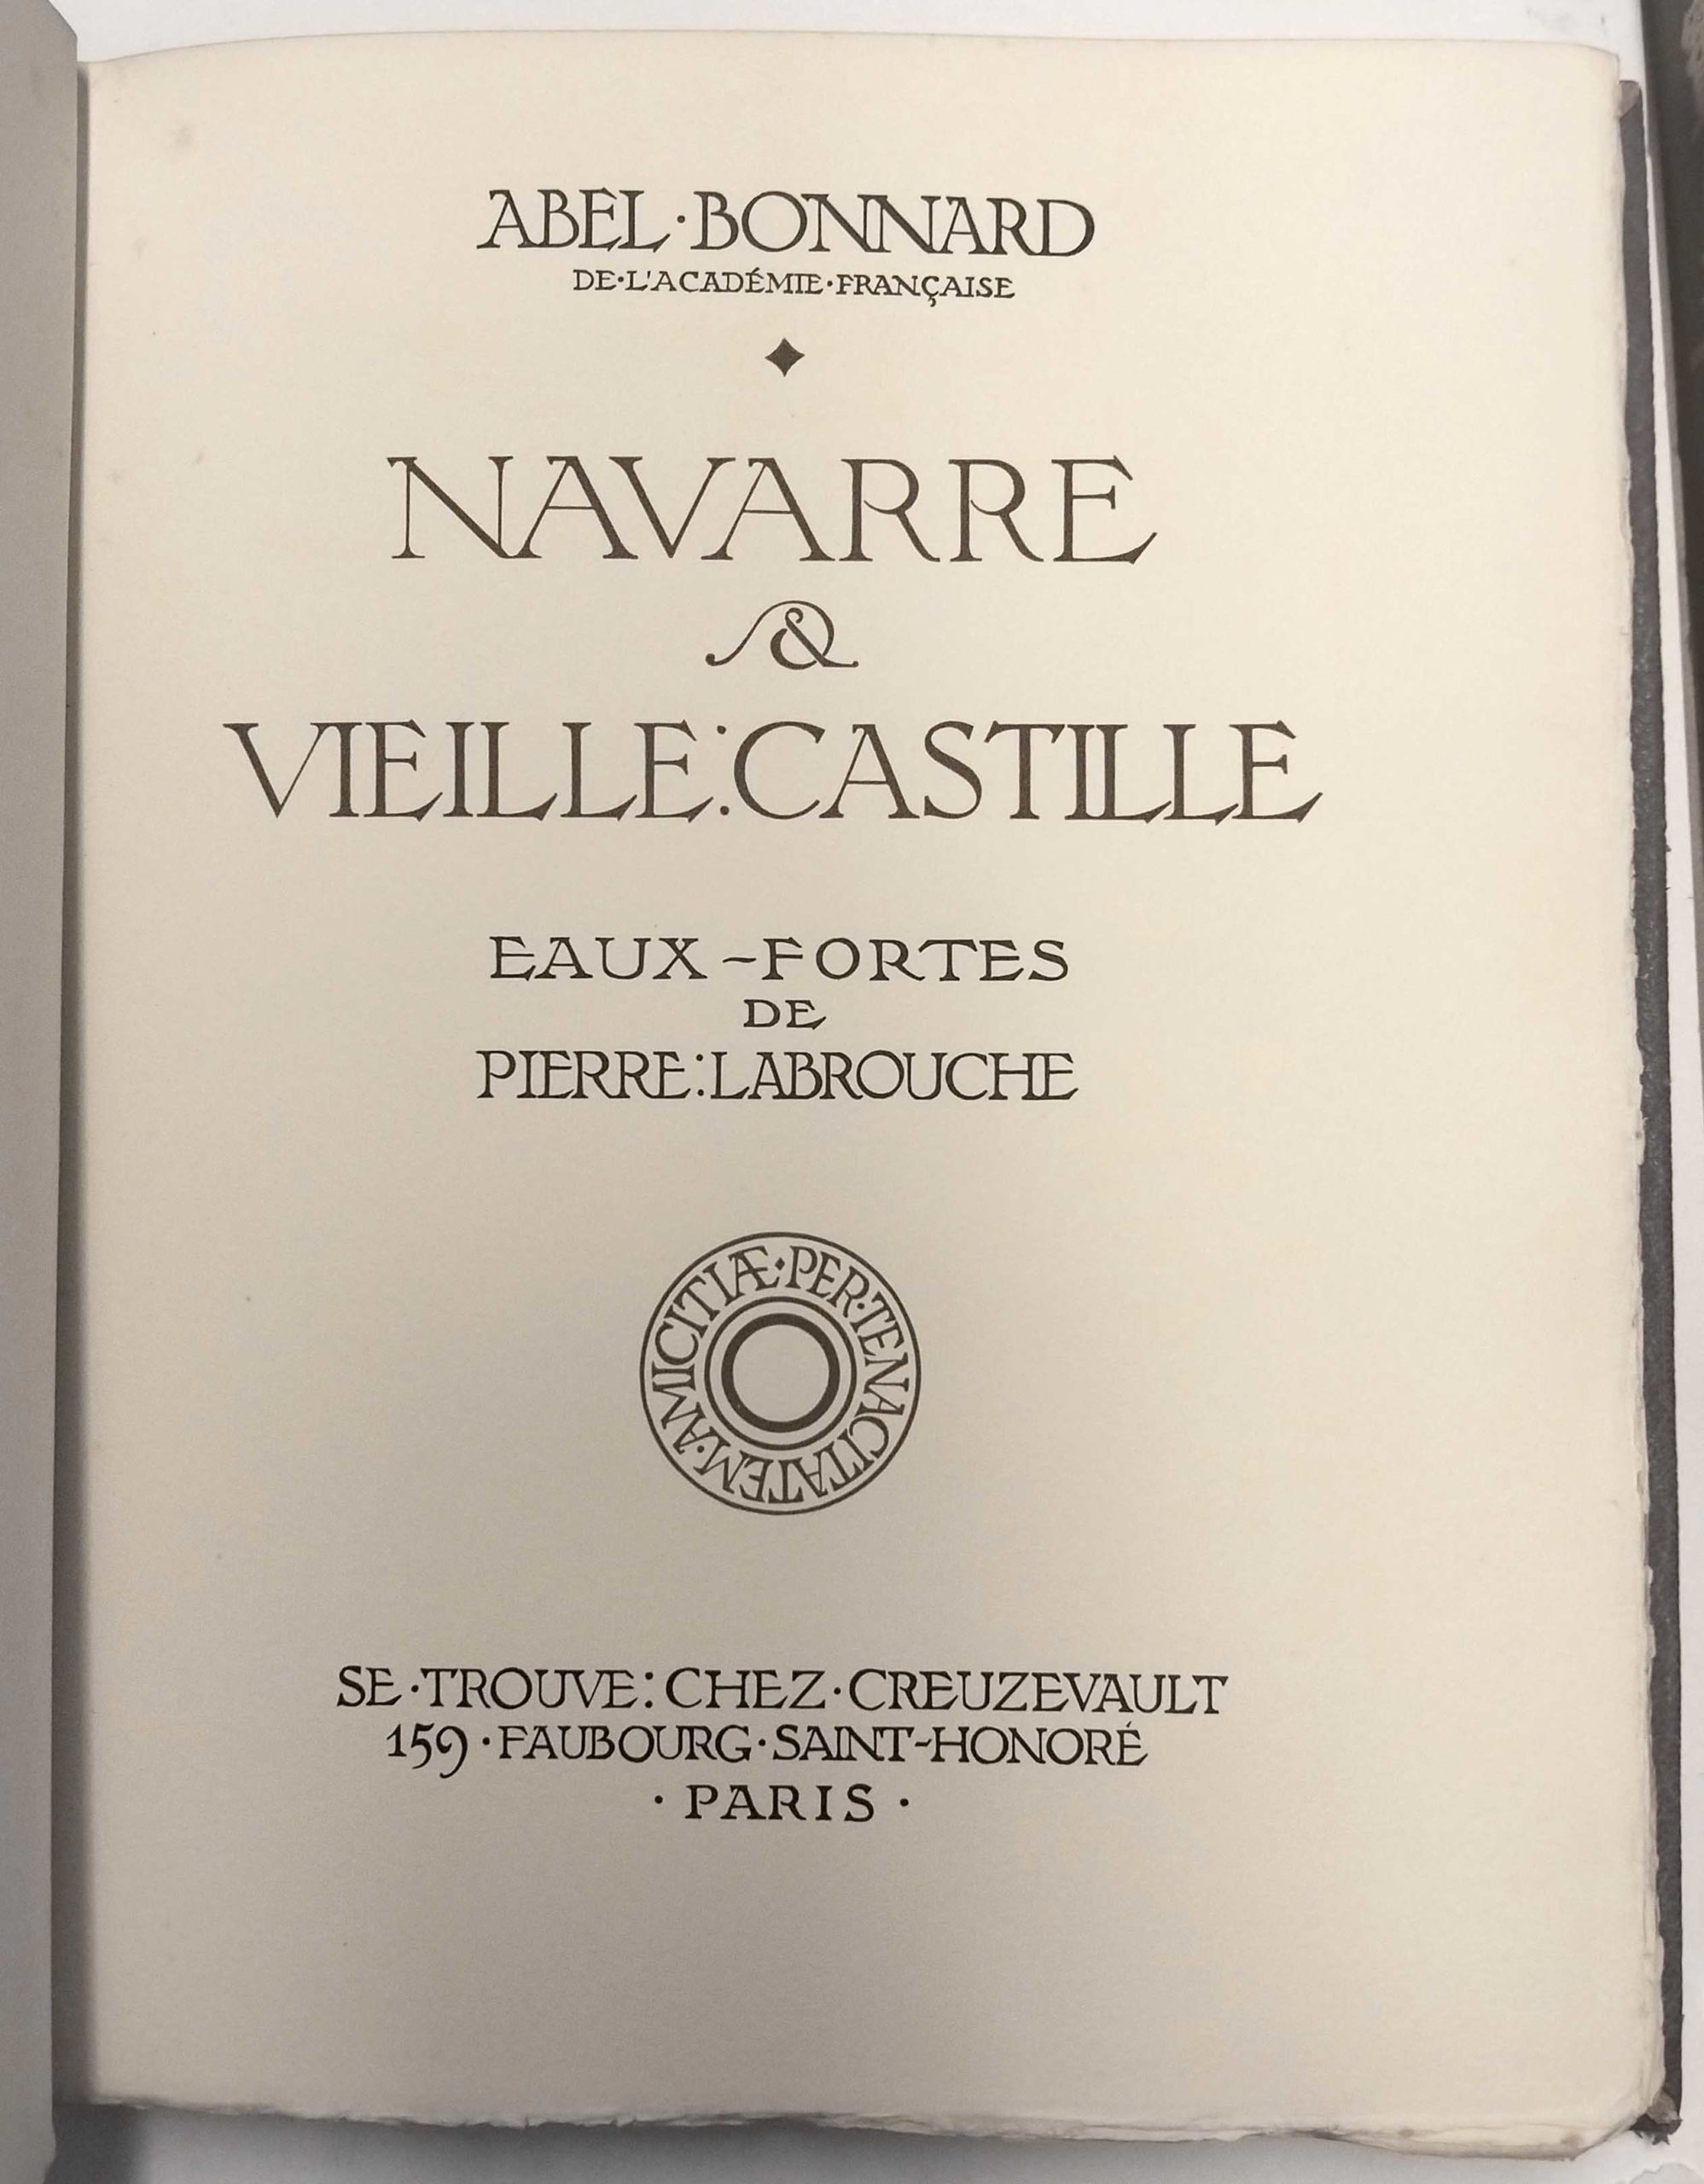 ABEL·BONNARD
DE·L'ACADÉMIE·FRANÇAISE
NAVARRE
&
VIEILLE:CASTILLE
EAUX-FORTES
DE
PIERRE:LABROUCHE
AMICITIÆ·PER·TENACITATEM·
SE·TROUVE:CHEZ·CREUZEVAULT
159·FAUBOURG·SAINT-HONORÉ
·PARIS·